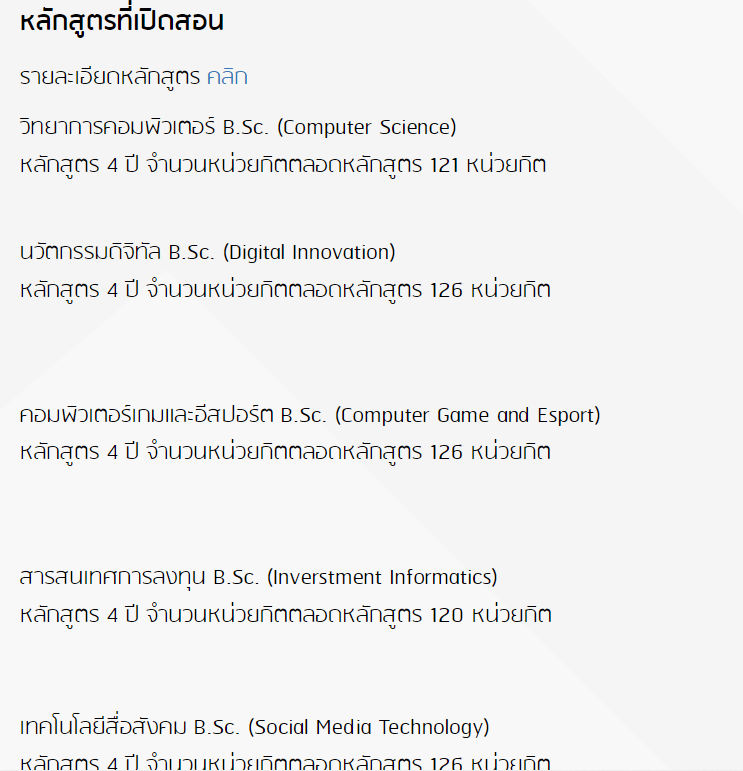 หลักสูตรที่เปิดสอน
รายละเอียดหลักสูตร คลิก
วิทยาการคอมพิวเตอร์ B.Sc. (Computer Science)
หลักสูตร 4 ปี จำนวนหน่วยกิตตลอดหลักสูตร 121 หน่วยกิต
นวัตกรรมดิจิทัล B.Sc. (Digital Innovation)
หลักสูตร 4 ปี จำนวนหน่วยกิตตลอดหลักสูตร 126 หน่วยกิต
คอมพิวเตอร์เกมและอีสปอร์ต B.Sc. (Computer Game and Esport)
หลักสูตร 4 ปี จำนวนหน่วยกิตตลอดหลักสูตร 126 หน่วยกิต
สารสนเทศการลงทุน B.Sc. (Inverstment Informatics)
หลักสูตร 4 ปี จำนวนหน่วยกิตตลอดหลักสูตร 120 หน่วยกิต
เทคโนโลยีสื่อสังคม B.Sc. (Social Media Technology)
หลักสูตร 4 ปี จำนวนหน่วยกิตตลอดหลักสูตร 126 หน่วยกิต